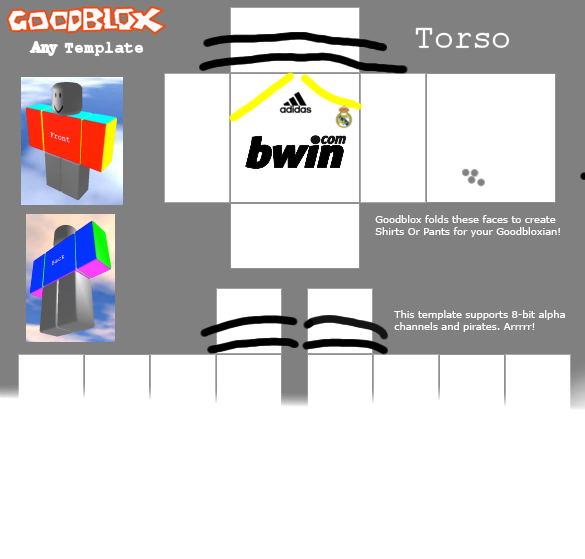 GOODBLOX
Any Template
Torso
Front
adidas
bwin.com
Back
Goodblox folds these faces to create
Shirts Or Pants for your Goodbloxian!
This template supports 8-bit alpha
channels and pirates. Arrrrr!